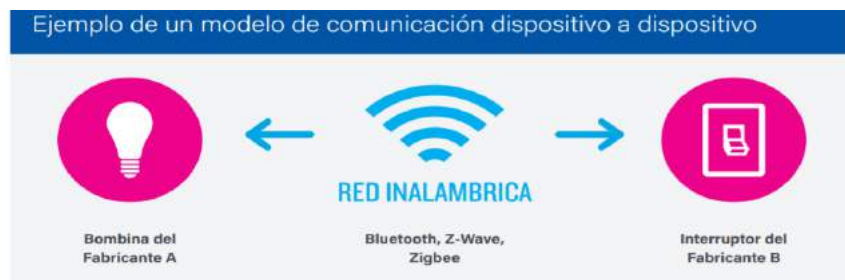 Ejemplo de un modelo de comunicación dispositivo a dispositivo
RED INALAMBRICA
Bombina del
Fabricante A
Bluetooth, Z-Wave,
Zigbee
Interruptor del
Fabricante B